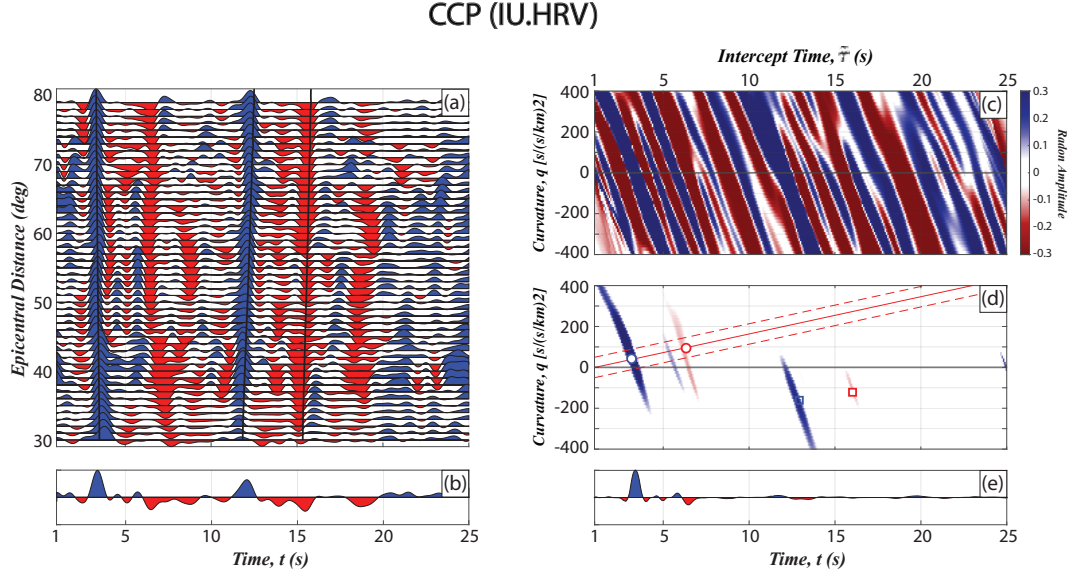 CCP (IU.HRV)
(a)
80
70
60
50
40
30
Epicentral Distance (deg)
(b)
1 5 10 15 20 25
Time, t (s)
Intercept Time, (s)
1 5 10 15 20 25
(c)
400
200
0
-200
-400
Curvature, q [s/(s/km)2]
0.3
0.2
0.1
0
-0.1
-0.2
-0.3
Radon Amplitude
(d)
400
200
0
-200
-400
Curvature, q [s/(s/km)2]
(e)
1 5 10 15 20 25
Time, t (s)